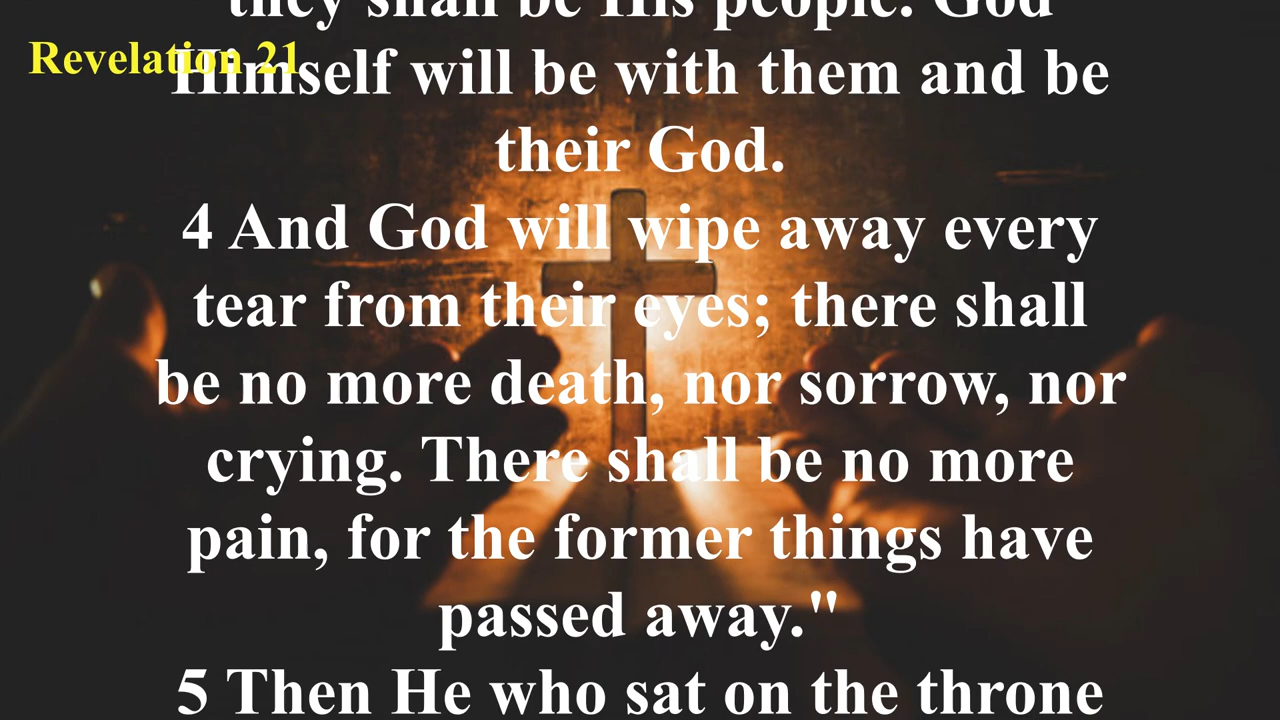 they shall be His people. God
Revelation 21
Himself will be with them and be
their God.
4 And God will wipe away every
tear from their eyes; there shall
be no more death, nor sorrow, nor
crying. There shall be no more
pain, for the former things have
passed away."
5 Then He who sat on the throne